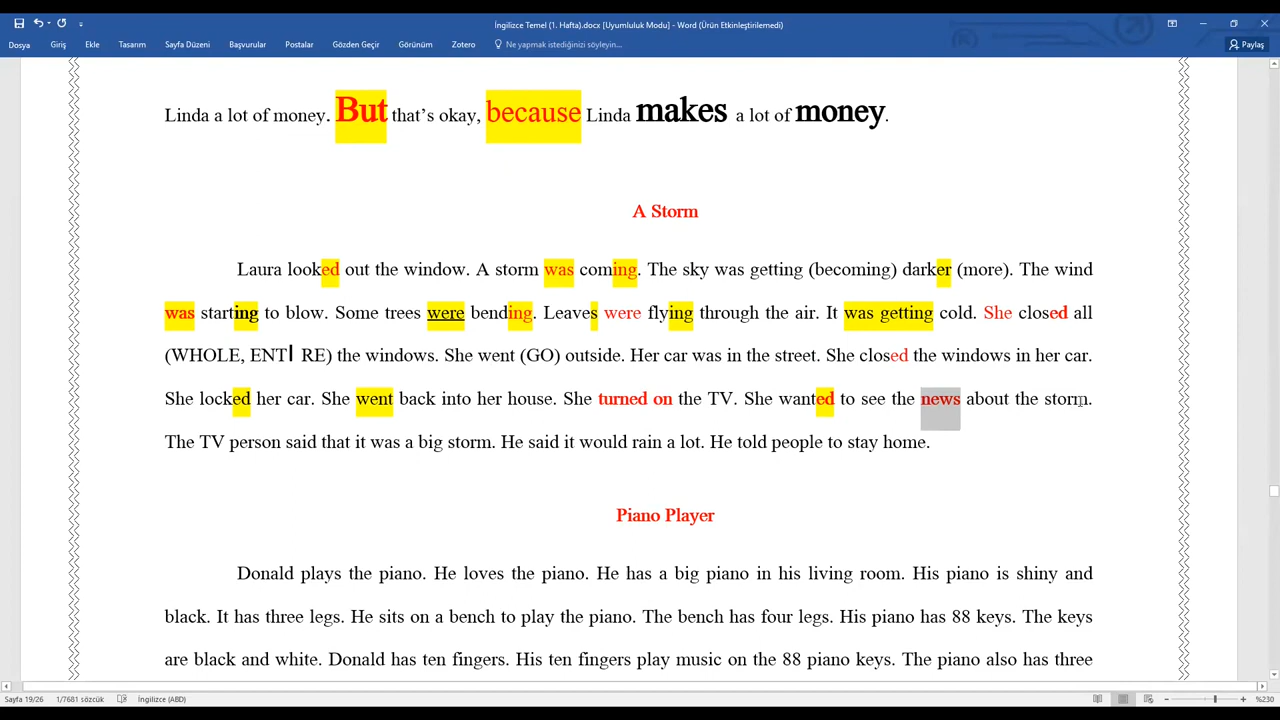 İngilizce Temel (1. Hafta).docx [Uyumluluk Modu] - Word (Ürün Etkinleştirilemedi)
Dosya Giriş Ekle Tasarım Sayfa Düzeni Başvurular Postalar Gözden Geçir Görünüm Zotero Ne yapmak istediğinizi söyleyin... Paylaş
Linda a lot of money. But that's okay, because Linda makes a lot of money.
A Storm
Laura looked out the window. A storm was coming. The sky was getting (becoming) darker (more). The wind
was starting to blow. Some trees were bending. Leaves were flying through the air. It was getting cold. She closed all
(WHOLE, ENTI RE) the windows. She went (GO) outside. Her car was in the street. She closed the windows in her car.
She locked her car. She went back into her house. She turned on the TV. She wanted to see the news about the storm.
The TV person said that it was a big storm. He said it would rain a lot. He told people to stay home.
Piano Player
Donald plays the piano. He loves the piano. He has a big piano in his living room. His piano is shiny and
black. It has three legs. He sits on a bench to play the piano. The bench has four legs. His piano has 88 keys. The keys
are black and white. Donald has ten fingers. His ten fingers play music on the 88 piano keys. The piano also has three
Sayfa 19/26 1/7681 sözcük İngilizce (ABD) %230